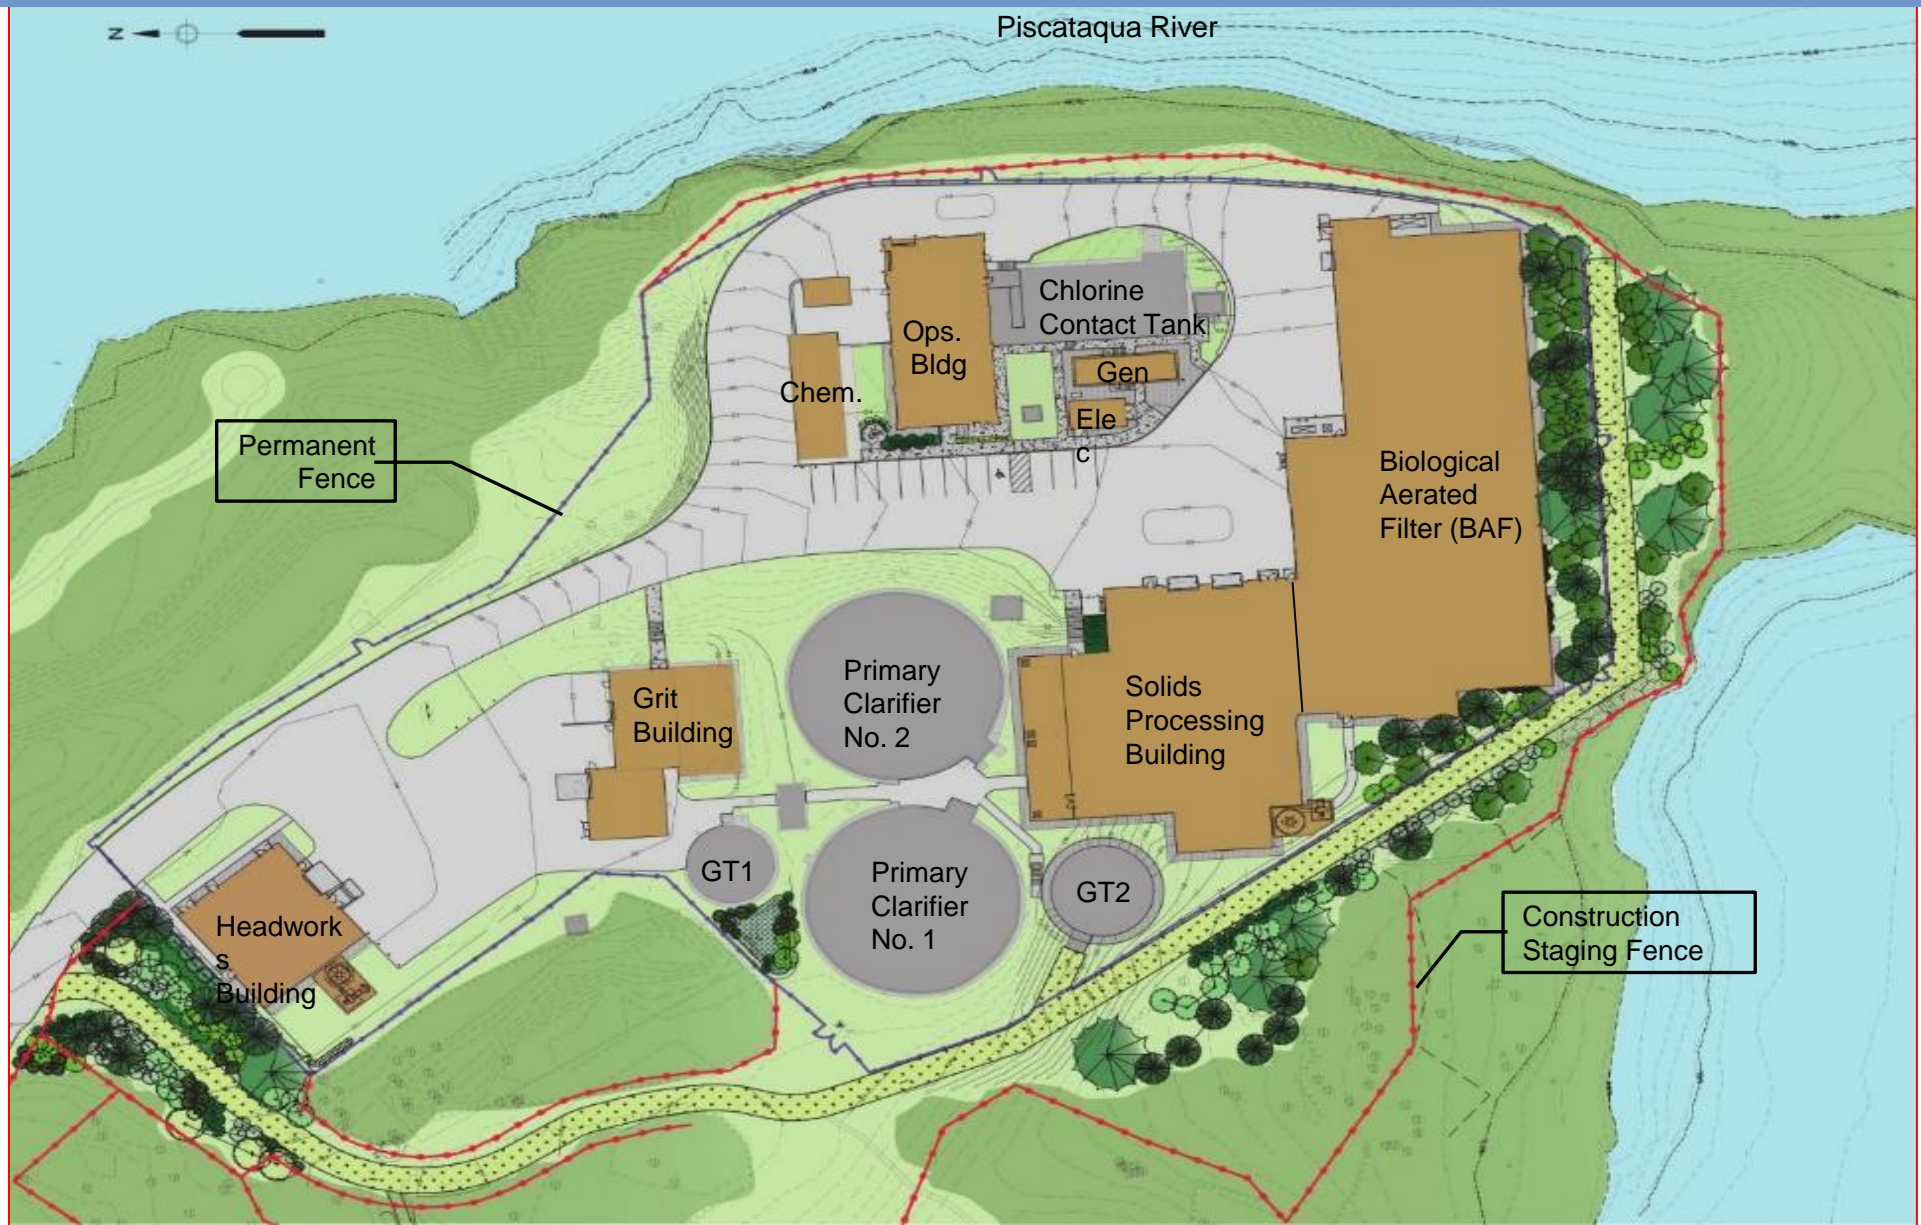 Piscataqua River
N
Chlorine
Contact Tank
Ops.
Bldg
Gen
Chem.
Ele
c
Permanent
Fence
Biological
Aerated
Filter (BAF)
Primary
Clarifier
No. 2
Grit
Building
Solids
Processing
Building
GT1
Primary
Clarifier
No. 1
GT2
Headwork
s
Building
Construction
Staging Fence